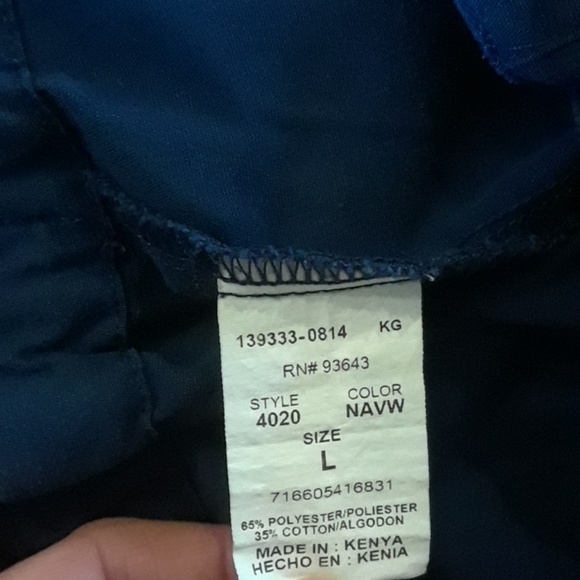 139333-0814 KG
RN# 93643
STYLE COLOR
4020 NAVW
SIZE
L
716605416831
65% POLYESTER/POLIESTER
35% COTTON/ALGODON
MADE IN : KENYA
HECHO EN : KENIA